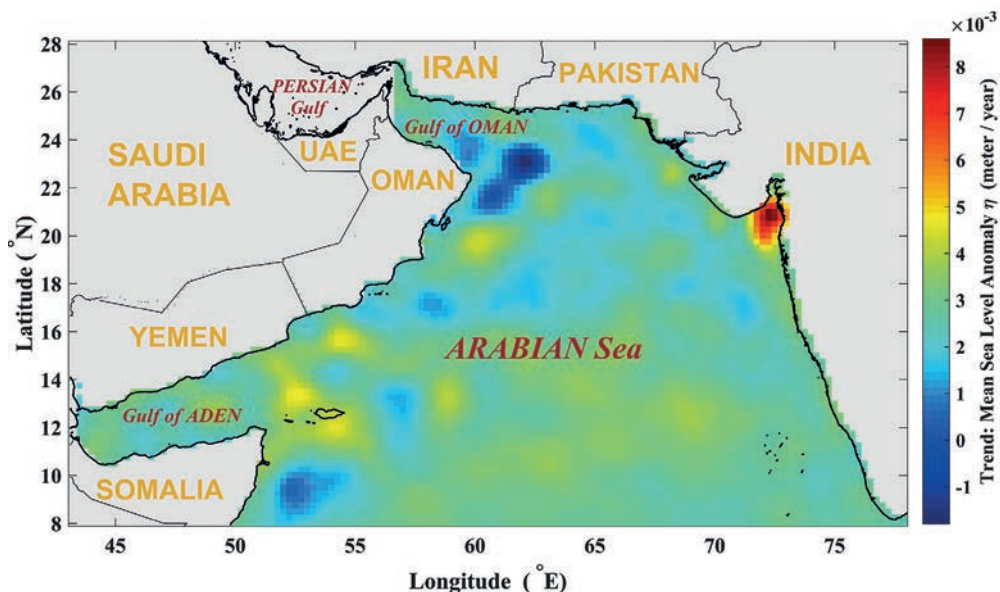 ×10⁻³
28
26
24
22
20
18
16
14
12
10
8
Latitude (°N)
IRAN
PAKISTAN
PERSIAN
Gulf
Gulf of OMAN
SAUDI
ARABIA
UAE
OMAN
INDIA
YEMEN
ARABIAN Sea
Gulf of ADEN
SOMALIA
45
50
55
60
65
70
75
Longitude (°E)
8
7
6
5
4
3
2
1
0
-1
Trend: Mean Sea Level Anomaly η (meter / year)